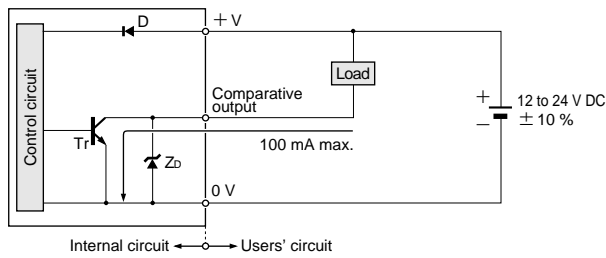 D
+ V
Load
Control circuit
Comparative
output
+
12 to 24 V DC
− ± 10 %
Tr
100 mA max.
ZD
0 V
Internal circuit
Users' circuit